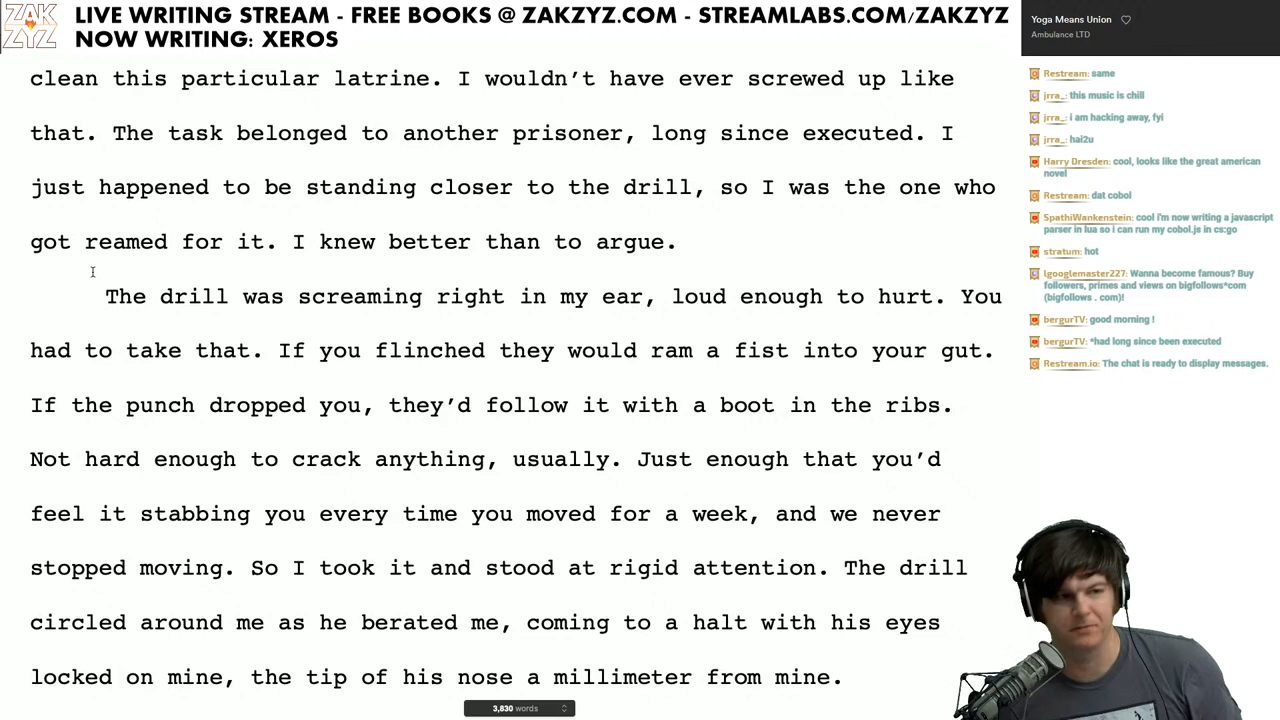 ZAK
ZYZ
LIVE WRITING STREAM - FREE BOOKS @ ZAKZYZ.COM - STREAMLABS.COM/ZAKZYZ
NOW WRITING: XEROS
clean this particular latrine. I wouldn’t have ever screwed up like
that. The task belonged to another prisoner, long since executed. I
just happened to be standing closer to the drill, so I was the one who
got reamed for it. I knew better than to argue.
The drill was screaming right in my ear, loud enough to hurt. You
had to take that. If you flinched they would ram a fist into your gut.
If the punch dropped you, they’d follow it with a boot in the ribs.
Not hard enough to crack anything, usually. Just enough that you’d
feel it stabbing you every time you moved for a week, and we never
stopped moving. So I took it and stood at rigid attention. The drill
circled around me as he berated me, coming to a halt with his eyes
locked on mine, the tip of his nose a millimeter from mine.
3,830 words
Yoga Means Union
Ambulance LTD
Restream: same
jrra_: this music is chill
jrra_: i am hacking away, fyi
jrra_: hai2u
Harry Dresden: cool, looks like the great american
novel
Restream: dat cobol
SpathiWankenstein: cool i'm now writing a javascript
parser in lua so i can run my cobol.js in cs:go
stratum: hot
lgooglemaster227: Wanna become famous? Buy
followers, primes and views on bigfollows*com
(bigfollows . com)!
bergurTV: good morning !
bergurTV: *had long since been executed
Restream.io: The chat is ready to display messages.